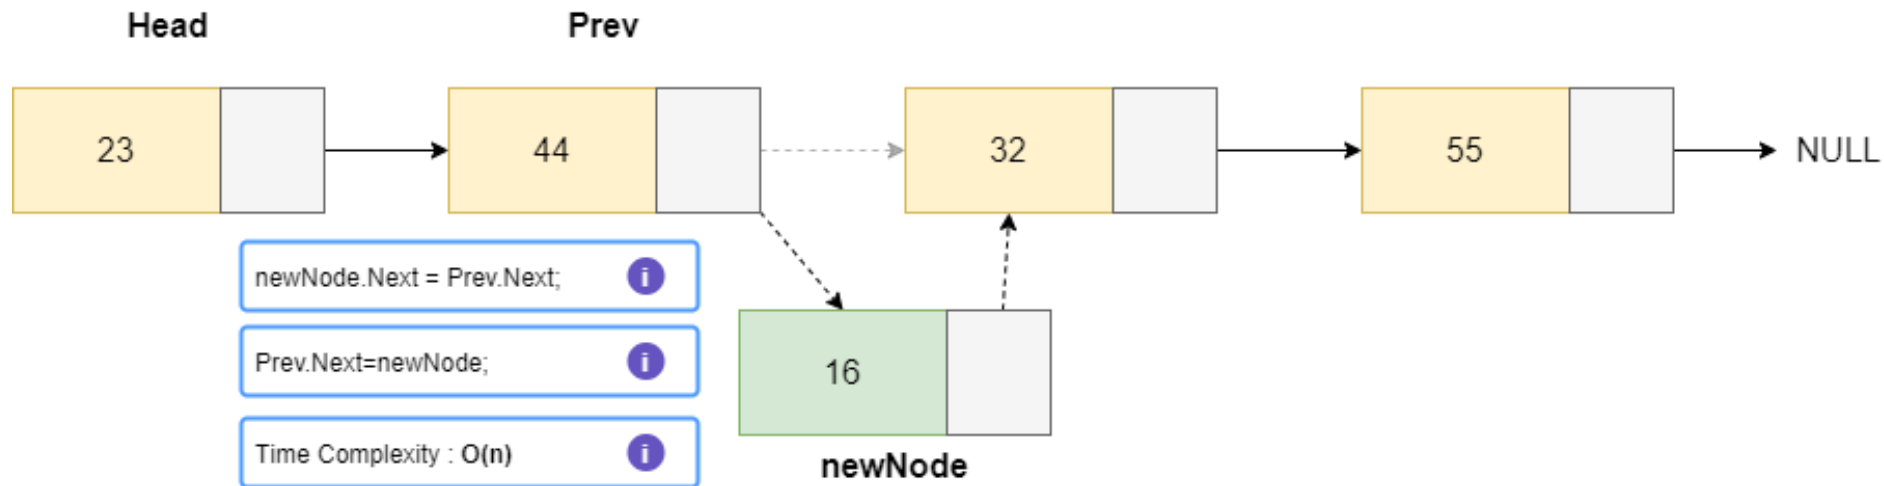 Head
Prev
23
44
32
55
NULL
newNode.Next = Prev.Next;
i
Prev.Next=newNode;
i
16
Time Complexity : O(n)
i
newNode